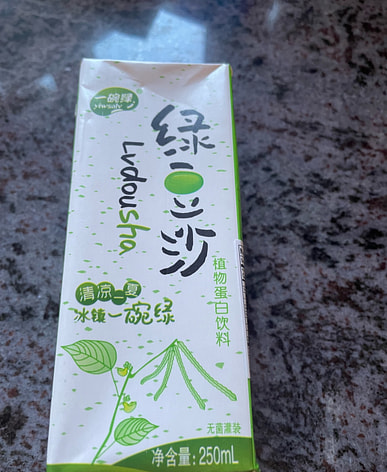 一碗绿
绿豆沙
Lvdousha
植物蛋白饮料
清凉一夏
冰镇一碗绿
无菌灌装
净含量: 250mL